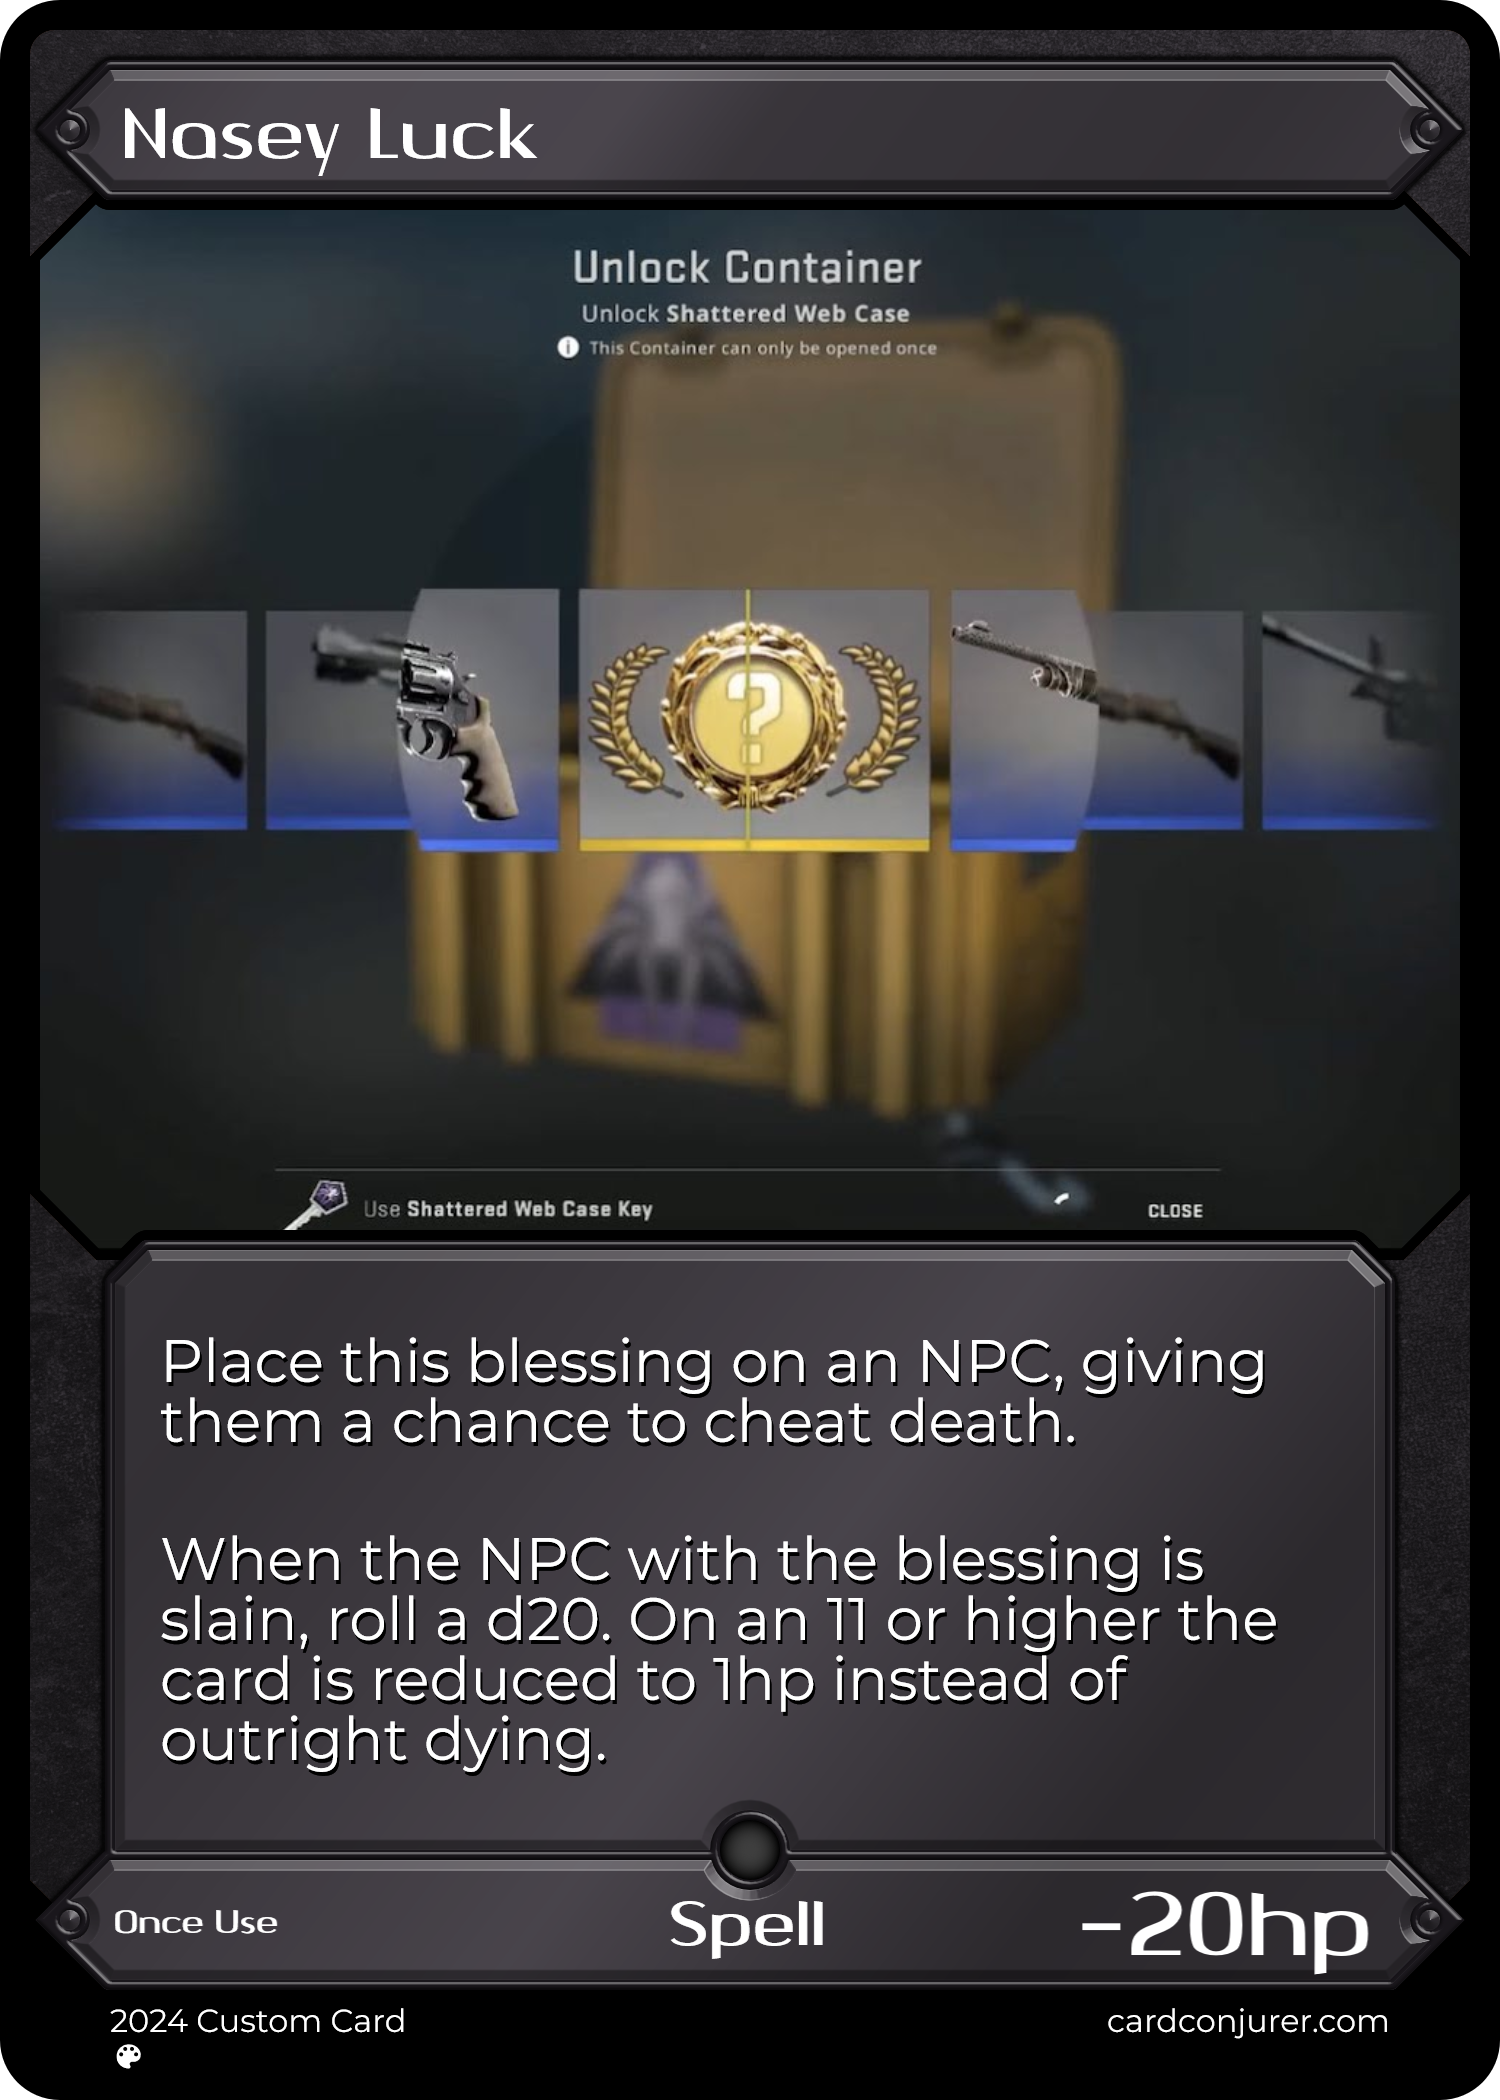 Nasey Luck
Unlock Container
Unlock Shattered Web Case
This Container can only be opened once
?
Use Shattered Web Case Key
CLOSE
Place this blessing on an NPC, giving
them a chance to cheat death.
When the NPC with the blessing is
slain, roll a d20. On an 11 or higher the
card is reduced to 1hp instead of
outright dying.
Once Use
Spell
-20hp
2024 Custom Card
cardconjurer.com